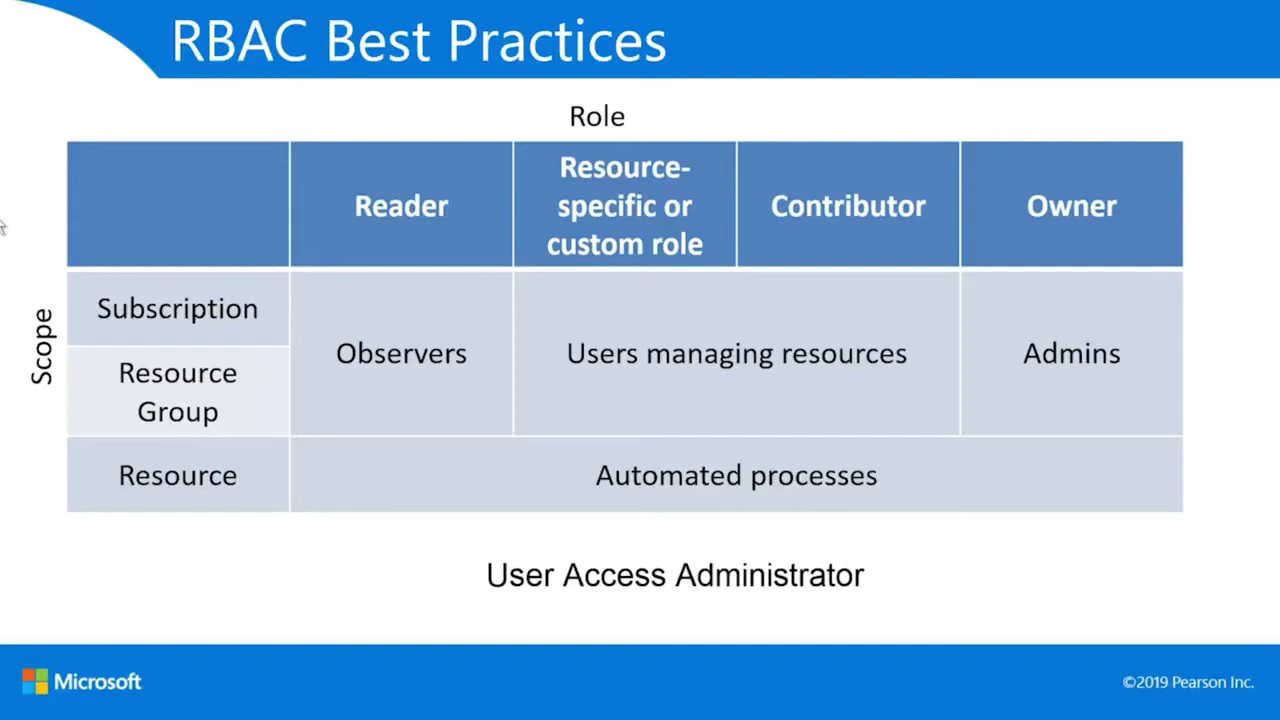 RBAC Best Practices
Role
Reader
Resource-
specific or
custom role
Contributor
Owner
Scope
Subscription
Resource
Group
Observers
Users managing resources
Admins
Resource
Automated processes
User Access Administrator
Microsoft
©2019 Pearson Inc.